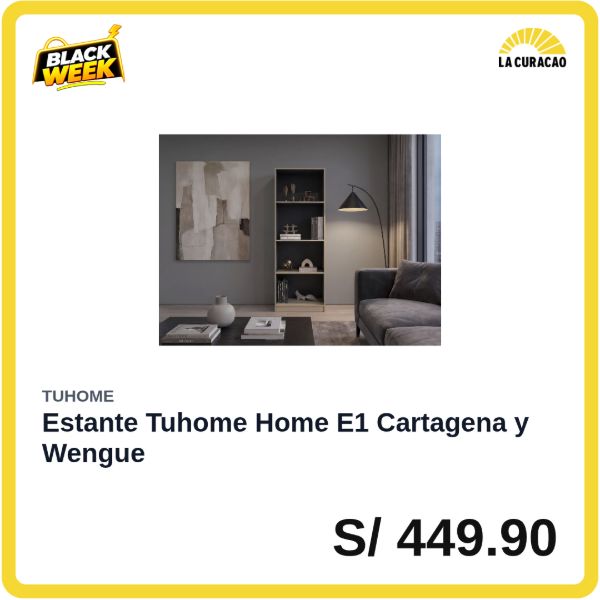 BLACK
WEEK
LA CURACAO
TUHOME
Estante Tuhome Home E1 Cartagena y
Wengue
S/ 449.90